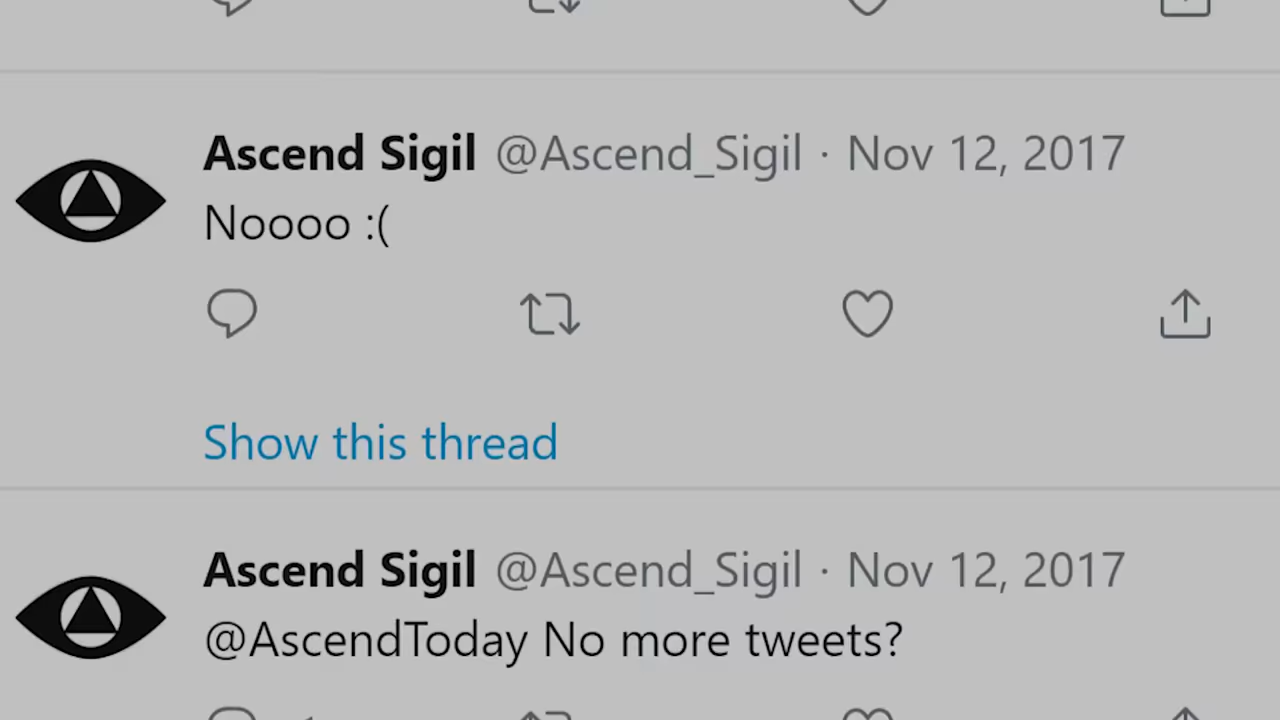 Ascend Sigil @Ascend_Sigil · Nov 12, 2017
Noooo :(
Show this thread
Ascend Sigil @Ascend_Sigil · Nov 12, 2017
@AscendToday No more tweets?